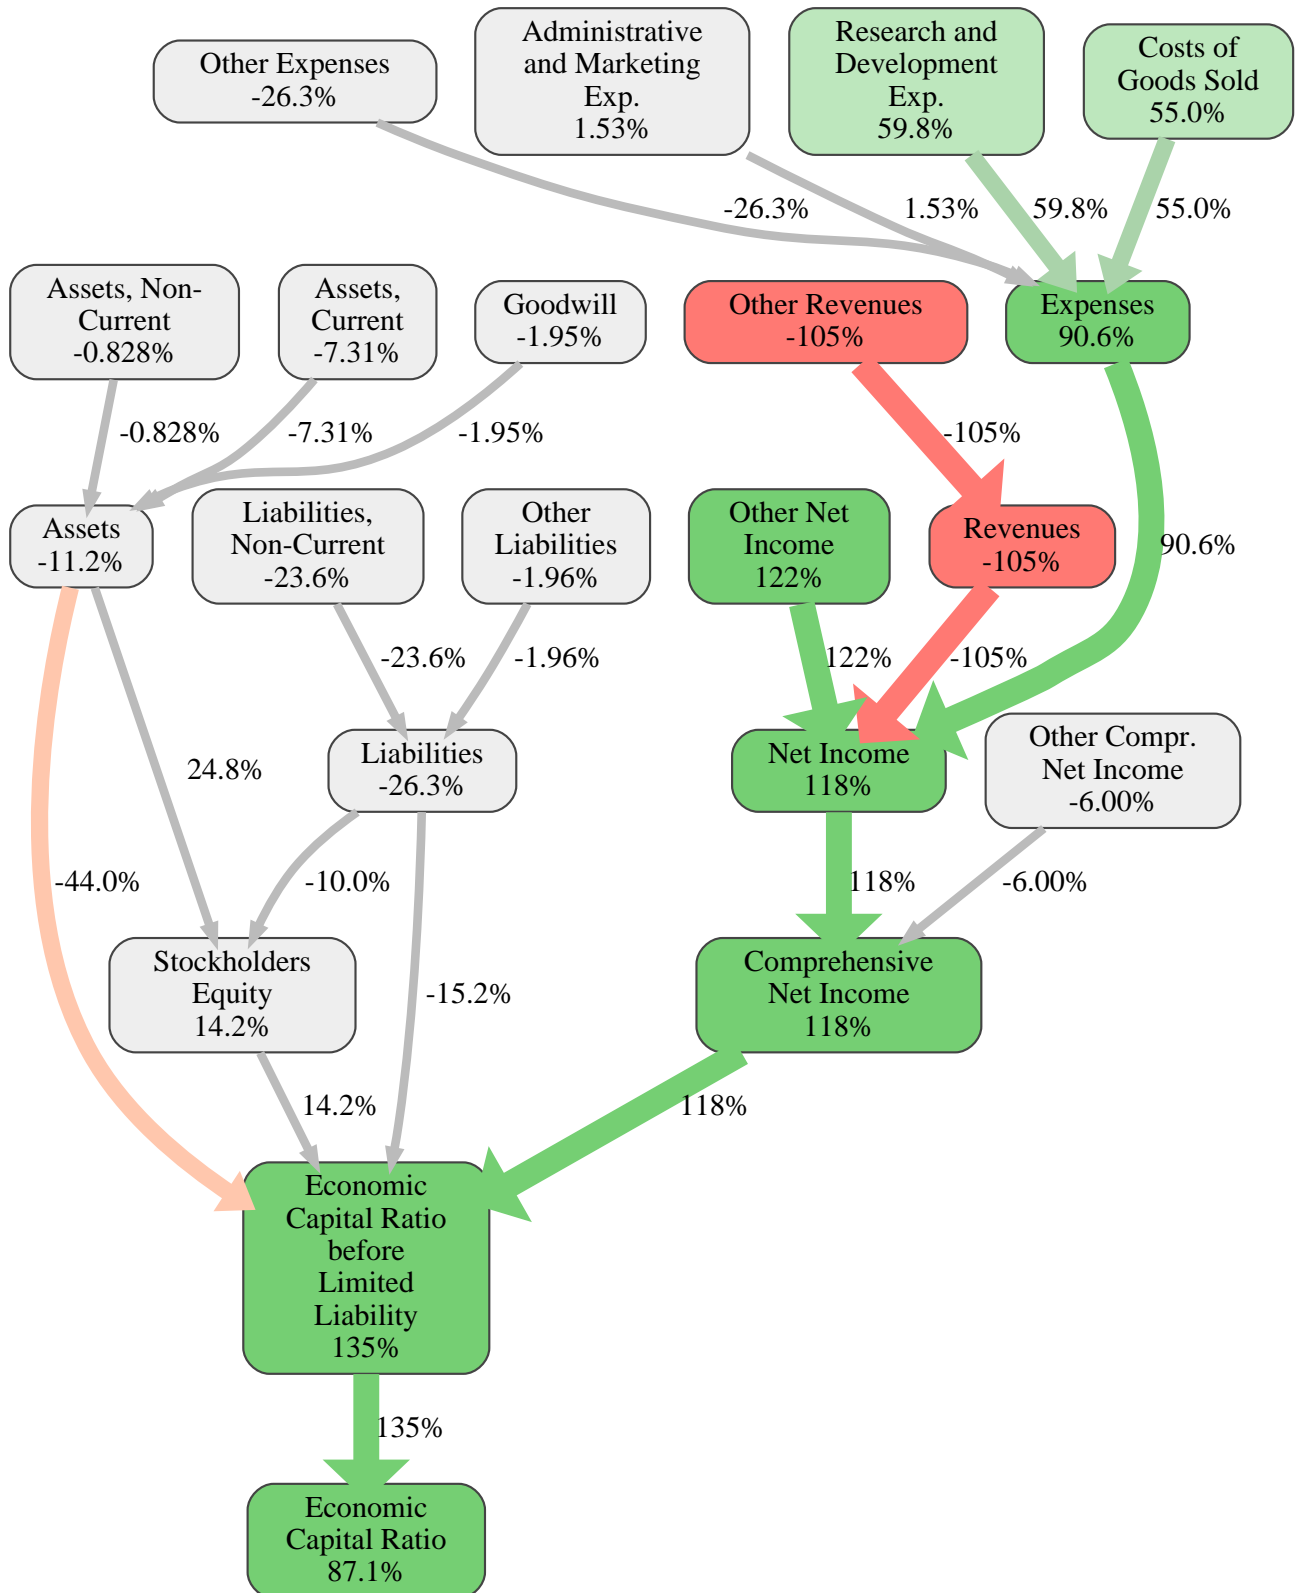 Other Expenses
-26.3%
Administrative
and Marketing
Exp.
1.53%
Research and
Development
Exp.
59.8%
Costs of
Goods Sold
55.0%
-26.3%
1.53%
59.8%
55.0%
Assets, Non-
Current
-0.828%
Assets,
Current
-7.31%
Goodwill
-1.95%
Other Revenues
-105%
Expenses
90.6%
-0.828%
-7.31%
-1.95%
-105%
Assets
-11.2%
Liabilities,
Non-Current
-23.6%
Other
Liabilities
-1.96%
Other Net
Income
122%
Revenues
-105%
90.6%
-23.6%
-1.96%
122%
-105%
24.8%
Liabilities
-26.3%
Net Income
118%
Other Compr.
Net Income
-6.00%
-44.0%
-10.0%
118%
-6.00%
Stockholders
Equity
14.2%
-15.2%
Comprehensive
Net Income
118%
14.2%
118%
Economic
Capital Ratio
before
Limited
Liability
135%
135%
Economic
Capital Ratio
87.1%